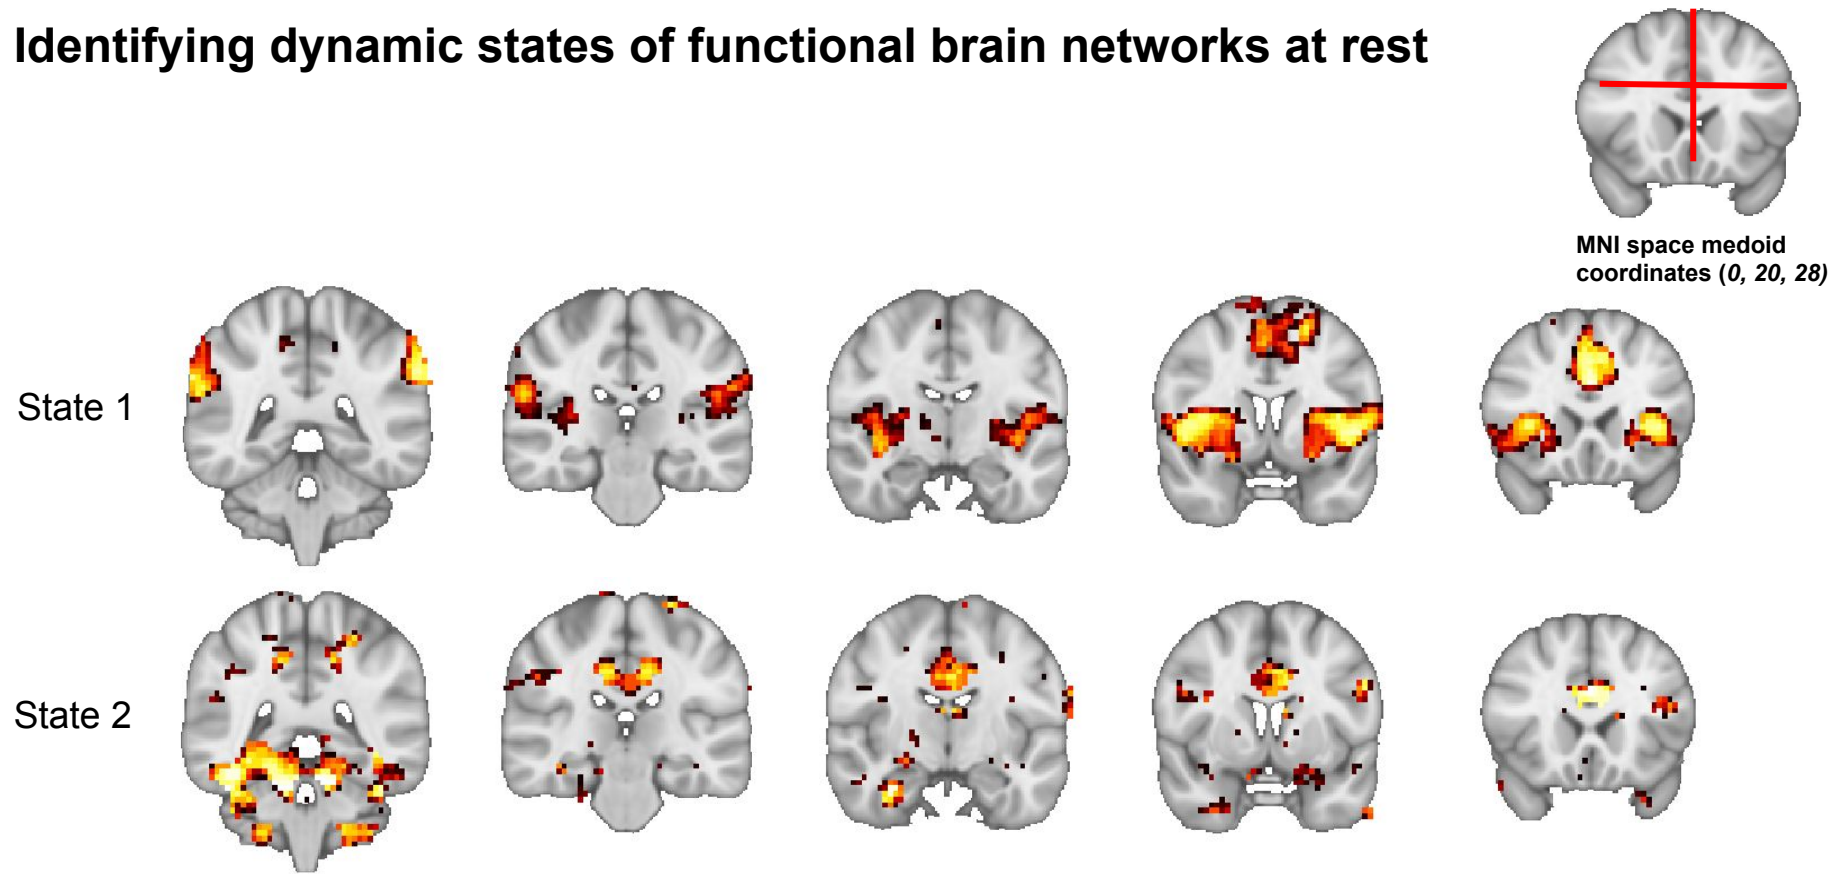 Identifying dynamic states of functional brain networks at rest
MNI space medoid
coordinates (0, 20, 28)
State 1
State 2